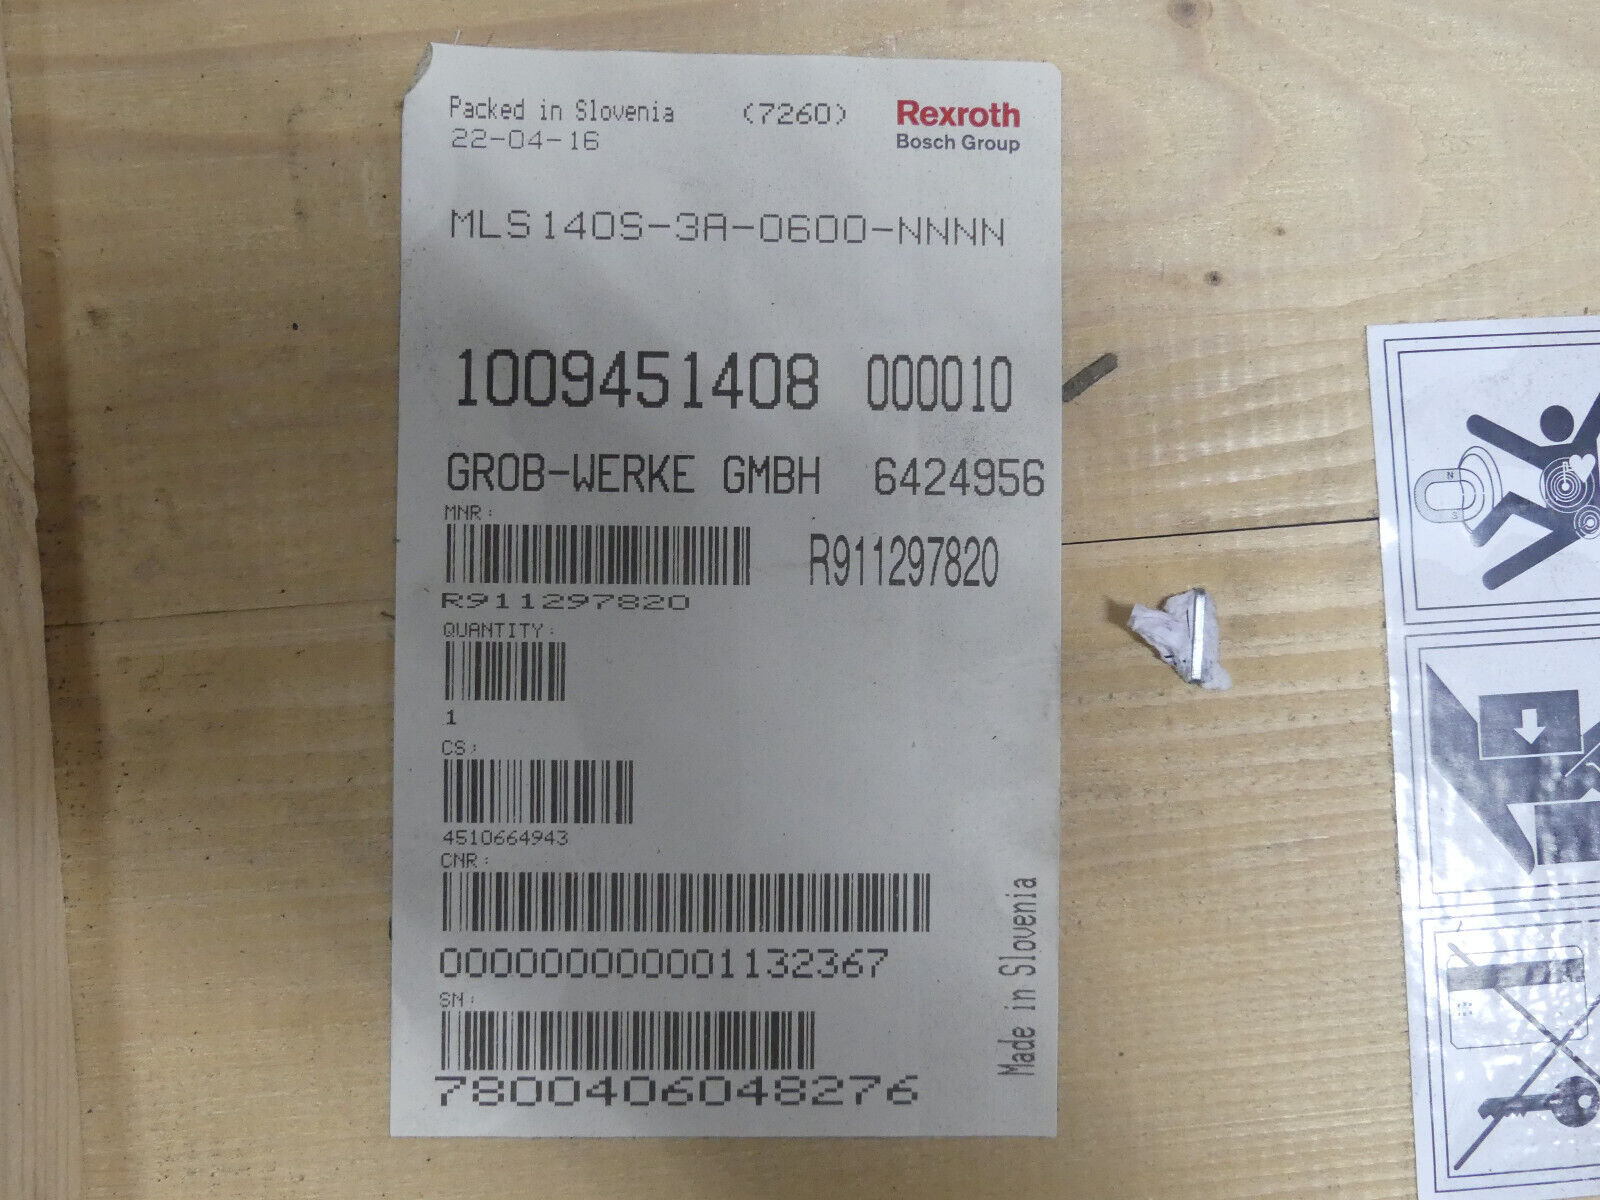 Packed in Slovenia (7260) Rexroth
22-04-16 Bosch Group
MLS140S-3A-0600-NNNN
1009451408 000010
GROB-WERKE GMBH 6424956
MNR:
R911297820
R911297820
QUANTITY:
1
CS:
4510664943
CNR:
000000000001132367
SN:
7800406048276
Made in Slovenia
N
S